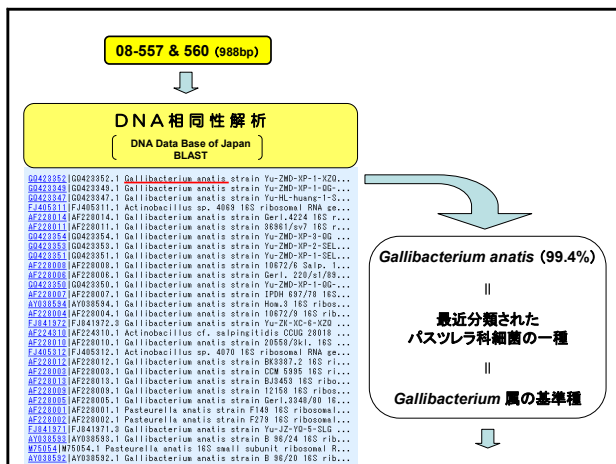 08-557 & 560 (988bp)
DNA相同性解析
DNA Data Base of Japan
BLAST
GQ423352|GQ423352.1 Gallibacterium anatis strain Yu-ZMD-XP-1-XZQ...
GQ423349|GQ423349.1 Gallibacterium anatis strain Yu-ZMD-XP-1-QG-...
GQ423347|GQ423347.1 Gallibacterium anatis strain Yu-HL-huang-1-S...
FJ405311|FJ405311.1 Actinobacillus sp. 4069 16S ribosomal RNA ge...
AF228014|AF228014.1 Gallibacterium anatis strain Gerl.4224 16S r...
AF228011|AF228011.1 Gallibacterium anatis strain 36961/sv7 16S r...
GQ423354|GQ423354.1 Gallibacterium anatis strain Yu-ZMD-XP-3-QG ...
GQ423353|GQ423353.1 Gallibacterium anatis strain Yu-ZMD-XP-2-SEL...
GQ423351|GQ423351.1 Gallibacterium anatis strain Yu-ZMD-XP-1-SEL...
AF228008|AF228008.1 Gallibacterium anatis strain 10672/6 Salp. 1...
AF228006|AF228006.1 Gallibacterium anatis strain Gerl. 220/s1/89...
GQ423350|GQ423350.1 Gallibacterium anatis strain Yu-ZMD-XP-1-QG-...
AF228007|AF228007.1 Gallibacterium anatis strain IPDH 697/78 16S...
AY038594|AY038594.1 Gallibacterium anatis strain Hom.3 16S ribos...
AF228004|AF228004.1 Gallibacterium anatis strain 10672/9 16S rib...
FJ841972|FJ841972.3 Gallibacterium anatis strain Yu-ZK-XC-6-XZQ ...
AF224310|AF224310.1 Actinobacillus cf. salpingitidis CCUG 28018 ...
AF228010|AF228010.1 Gallibacterium anatis strain 20558/3kl. 16S ...
FJ405312|FJ405312.1 Actinobacillus sp. 4070 16S ribosomal RNA ge...
AF228012|AF228012.1 Gallibacterium anatis strain BK3387.2 16S ri...
AF228003|AF228003.1 Gallibacterium anatis strain CCM 5995 16S ri...
AF228013|AF228013.1 Gallibacterium anatis strain BJ3453 16S ribo...
AF228009|AF228009.1 Gallibacterium anatis strain 12158 16S ribos...
AF228005|AF228005.1 Gallibacterium anatis strain Gerl.3348/80 16...
AF228001|AF228001.1 Pasteurella anatis strain F149 16S ribosomal...
AF228002|AF228002.1 Pasteurella anatis strain F279 16S ribosomal...
FJ841971|FJ841971.3 Gallibacterium anatis strain Yu-JZ-YQ-5-SLG ...
AY038593|AY038593.1 Gallibacterium anatis strain B 96/24 16S rib...
M75054|M75054.1 Pasteurella anatis 16S small subunit ribosomal R...
AY038592|AY038592.1 Gallibacterium anatis strain B 96/20 16S rib...
Gallibacterium anatis (99.4%)
＝
最近分類された
パスツレラ科細菌の一種
＝
Gallibacterium 属の基準種